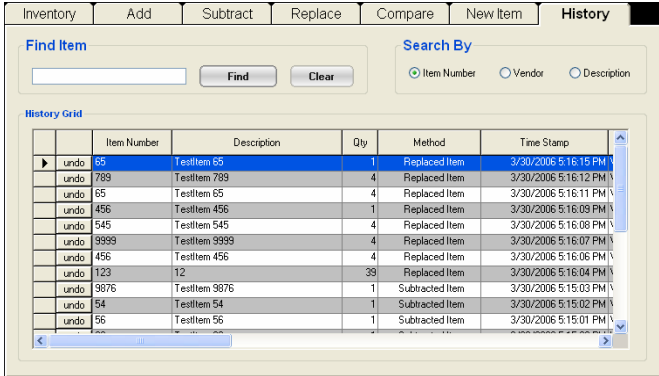 Inventory Add Subtract Replace Compare New Item History
Find Item Search By
Find Clear Item Number Vendor Description
History Grid
Item Number Description Qty Method Time Stamp
undo 65 TestItem 65 1 Replaced Item 3/30/2006 5:16:15 PM
undo 789 TestItem 789 4 Replaced Item 3/30/2006 5:16:12 PM
undo 65 TestItem 65 4 Replaced Item 3/30/2006 5:16:11 PM
undo 456 TestItem 456 1 Replaced Item 3/30/2006 5:16:09 PM
undo 545 TestItem 545 4 Replaced Item 3/30/2006 5:16:08 PM
undo 9999 TestItem 9999 4 Replaced Item 3/30/2006 5:16:07 PM
undo 456 TestItem 456 4 Replaced Item 3/30/2006 5:16:06 PM
undo 123 12 39 Replaced Item 3/30/2006 5:16:04 PM
undo 9876 TestItem 9876 1 Subtracted Item 3/30/2006 5:15:03 PM
undo 54 TestItem 54 1 Subtracted Item 3/30/2006 5:15:02 PM
undo 56 TestItem 56 1 Subtracted Item 3/30/2006 5:15:01 PM